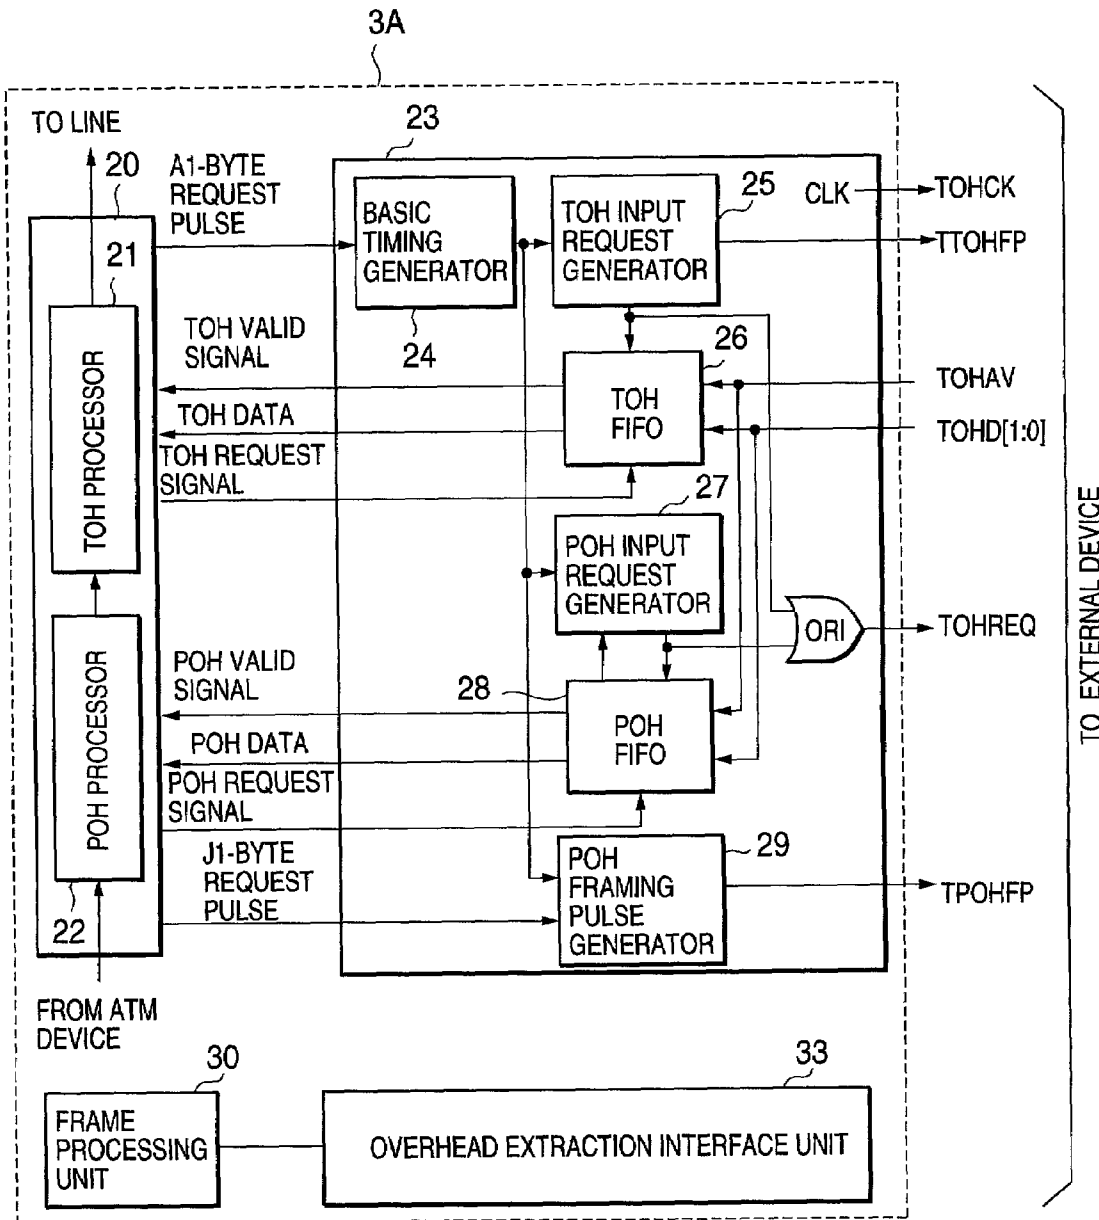 3A
TO LINE
20
A1-BYTE
REQUEST
PULSE
23
BASIC
TIMING
GENERATOR
24
TOH INPUT
REQUEST
GENERATOR
25
CLK
TOHCK
TTOHFP
21
TOH PROCESSOR
TOH VALID
SIGNAL
TOH DATA
TOH REQUEST
SIGNAL
TOH
FIFO
26
TOHAV
TOHD[1:0]
27
POH INPUT
REQUEST
GENERATOR
ORI
TOHREQ
TO EXTERNAL DEVICE
POH PROCESSOR
22
POH VALID
SIGNAL
POH DATA
POH REQUEST
SIGNAL
28
POH
FIFO
J1-BYTE
REQUEST
PULSE
POH
FRAMING
PULSE
GENERATOR
29
TPOHFP
FROM ATM
DEVICE
30
FRAME
PROCESSING
UNIT
33
OVERHEAD EXTRACTION INTERFACE UNIT